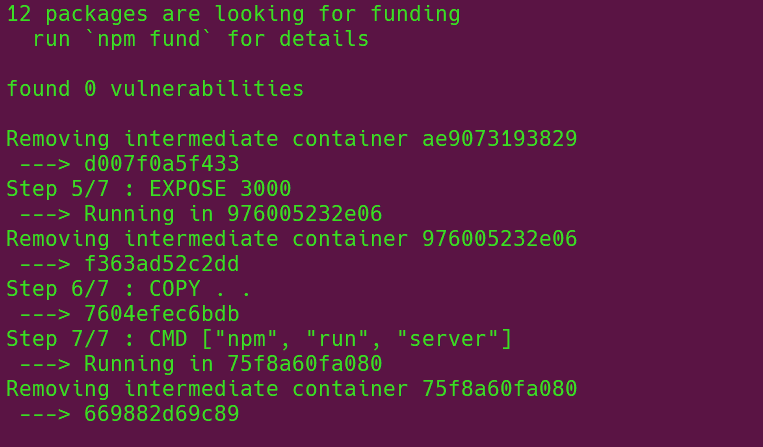 12 packages are looking for funding
  run `npm fund` for details

found 0 vulnerabilities

Removing intermediate container ae9073193829
 ---> d007f0a5f433
Step 5/7 : EXPOSE 3000
 ---> Running in 976005232e06
Removing intermediate container 976005232e06
 ---> f363ad52c2dd
Step 6/7 : COPY . .
 ---> 7604efec6bdb
Step 7/7 : CMD ["npm", "run", "server"]
 ---> Running in 75f8a60fa080
Removing intermediate container 75f8a60fa080
 ---> 669882d69c89